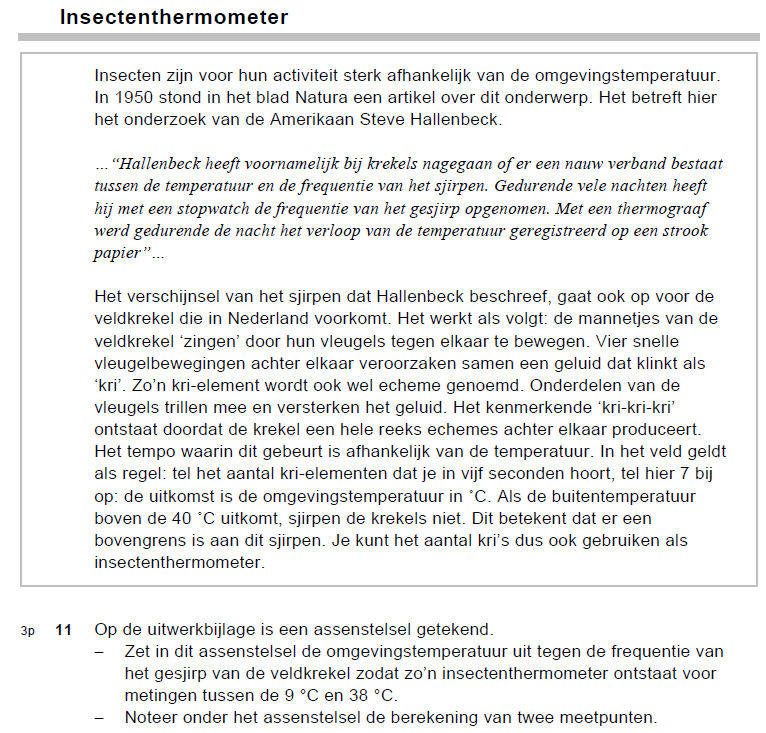 Insectenthermometer
Insecten zijn voor hun activiteit sterk afhankelijk van de omgevingstemperatuur.
In 1950 stond in het blad Natura een artikel over dit onderwerp. Het betreft hier
het onderzoek van de Amerikaan Steve Hallenbeck.
…“Hallenbeck heeft voornamelijk bij krekels nagegaan of er een nauw verband bestaat
tussen de temperatuur en de frequentie van het sjirpen. Gedurende vele nachten heeft
hij met een stopwatch de frequentie van het gesjirp opgenomen. Met een thermograaf
werd gedurende de nacht het verloop van de temperatuur geregistreerd op een strook
papier”…
Het verschijnsel van het sjirpen dat Hallenbeck beschreef, gaat ook op voor de
veldkrekel die in Nederland voorkomt. Het werkt als volgt: de mannetjes van de
veldkrekel ‘zingen’ door hun vleugels tegen elkaar te bewegen. Vier snelle
vleugelbewegingen achter elkaar veroorzaken samen een geluid dat klinkt als
‘kri’. Zo’n kri-element wordt ook wel echeme genoemd. Onderdelen van de
vleugels trillen mee en versterken het geluid. Het kenmerkende ‘kri-kri-kri’
ontstaat doordat de krekel een hele reeks echemes achter elkaar produceert.
Het tempo waarin dit gebeurt is afhankelijk van de temperatuur. In het veld geldt
als regel: tel het aantal kri-elementen dat je in vijf seconden hoort, tel hier 7 bij
op: de uitkomst is de omgevingstemperatuur in ˚C. Als de buitentemperatuur
boven de 40 ˚C uitkomt, sjirpen de krekels niet. Dit betekent dat er een
bovengrens is aan dit sjirpen. Je kunt het aantal kri’s dus ook gebruiken als
insectenthermometer.
3p 11 Op de uitwerkbijlage is een assenstelsel getekend.
– Zet in dit assenstelsel de omgevingstemperatuur uit tegen de frequentie van
het gesjirp van de veldkrekel zodat zo’n insectenthermometer ontstaat voor
metingen tussen de 9 °C en 38 °C.
– Noteer onder het assenstelsel de berekening van twee meetpunten.